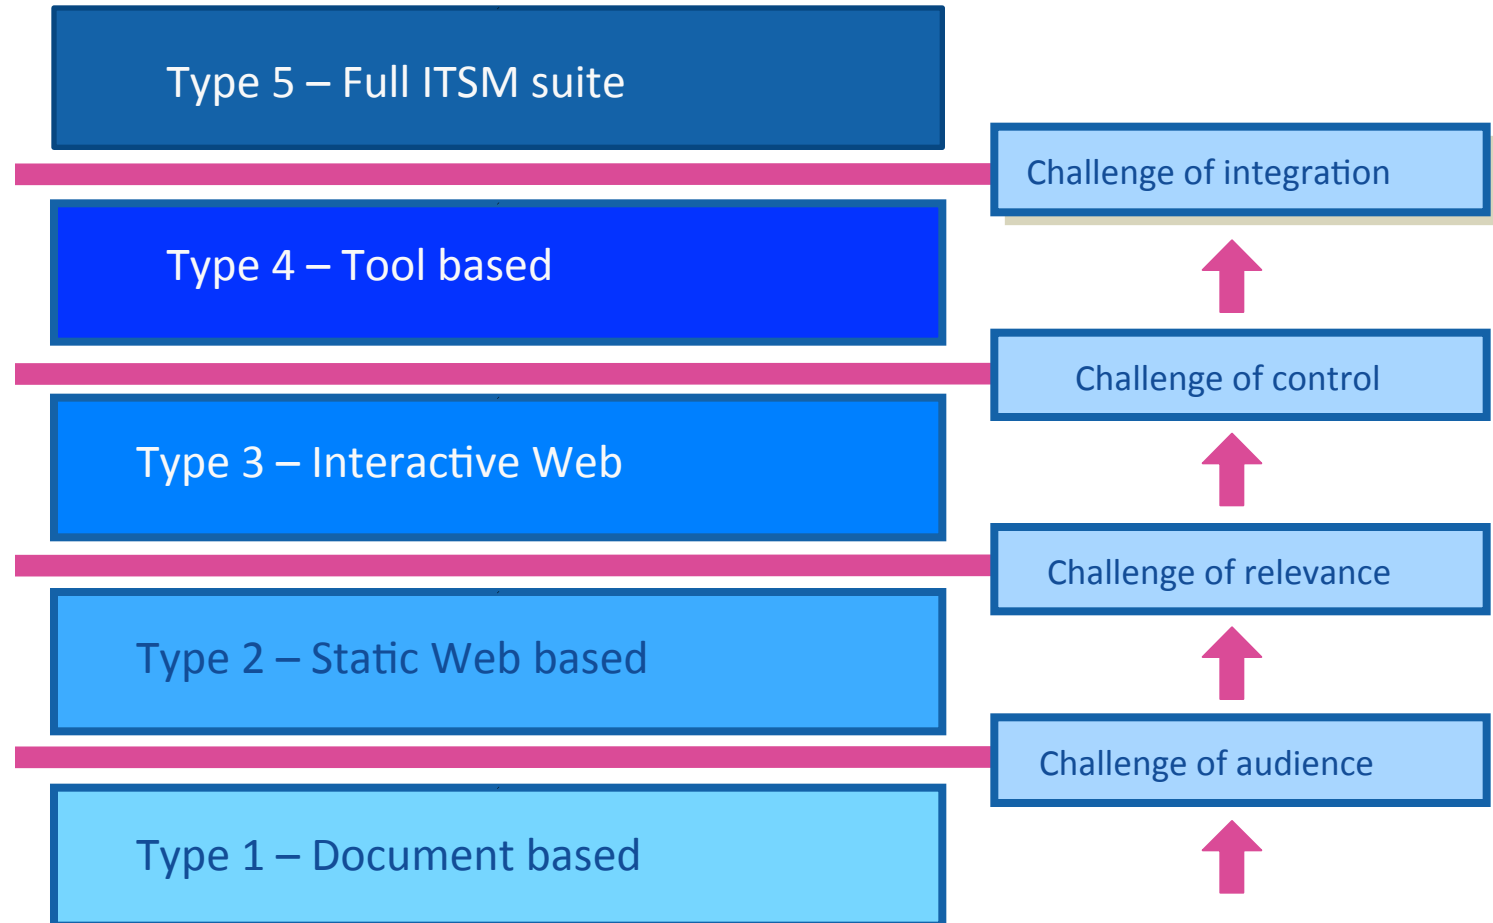 Type 5 – Full ITSM suite
Challenge of integration
Type 4 – Tool based
Challenge of control
Type 3 – Interactive Web
Challenge of relevance
Type 2 – Static Web based
Challenge of audience
Type 1 – Document based